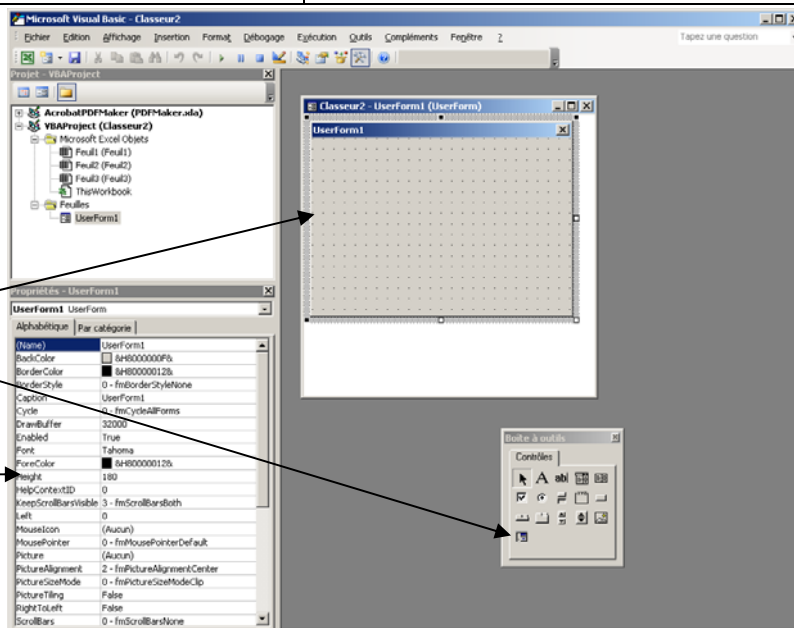 Microsoft Visual Basic - Classeur2
Fichier Edition Affichage Insertion Format Débogage Exécution Outils Compléments Fenêtre ? Tapez une question
Projet - VBAProject
AcrobatPDFMaker (PDFMaker.xla)
VBAProject (Classeur2)
Microsoft Excel Objets
Feuil1 (Feuil1)
Feuil2 (Feuil2)
Feuil3 (Feuil3)
ThisWorkbook
Feuilles
UserForm1
Classeur2 - UserForm1 (UserForm)
UserForm1
Propriétés - UserForm1
UserForm1 UserForm
Alphabétique Par catégorie
(Name) UserForm1
BackColor &H8000000F&
BorderColor &H80000012&
BorderStyle 0 - fmBorderStyleNone
Caption UserForm1
Cycle 0 - fmCycleAllForms
DrawBuffer 32000
Enabled True
Font Tahoma
ForeColor &H80000012&
Height 180
HelpContextID 0
KeepScrollBarsVisible 3 - fmScrollBarsBoth
Left 0
MouseIcon (Aucun)
MousePointer 0 - fmMousePointerDefault
Picture (Aucun)
PictureAlignment 2 - fmPictureAlignmentCenter
PictureSizeMode 0 - fmPictureSizeModeClip
PictureTiling False
RightToLeft False
ScrollBars 0 - fmScrollBarsNone
Boîte à outils
Contrôles
A abl